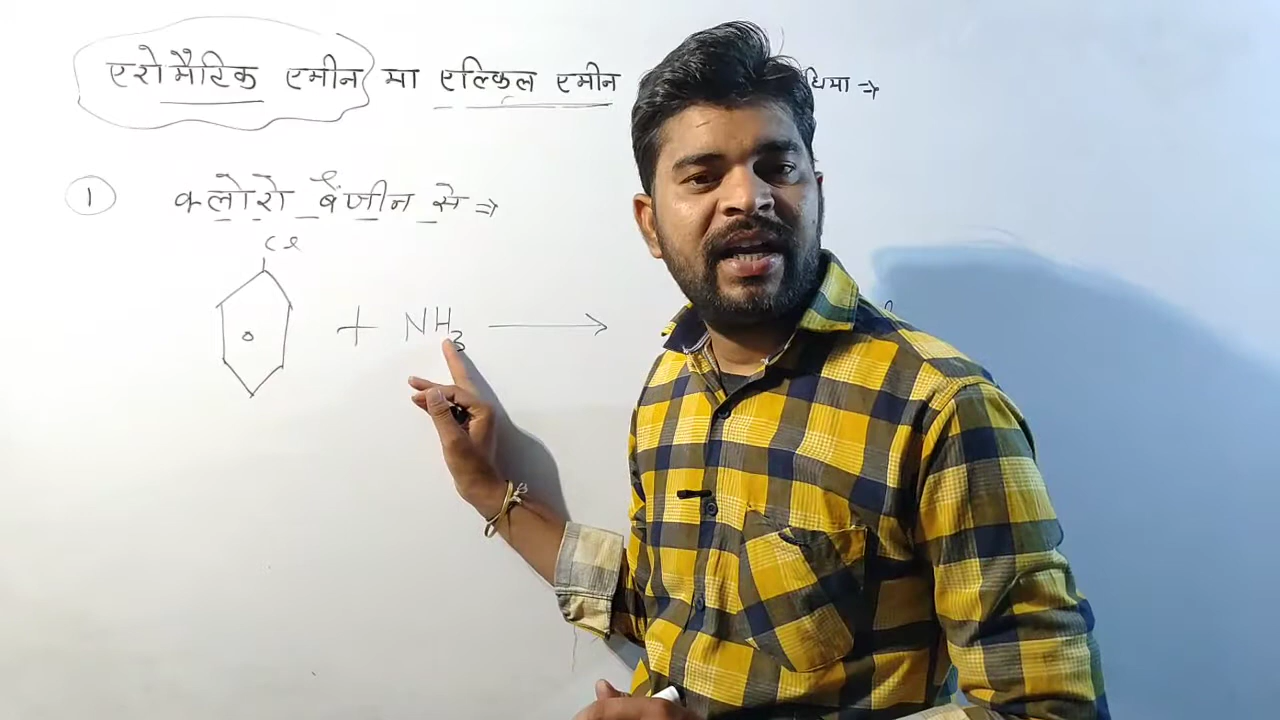 एरोमैटिक एमीन मा एल्किल एमीन धिमा ⇒
1 क्लोरो बैंजीन से ⇒
Cl
+ NH3 →